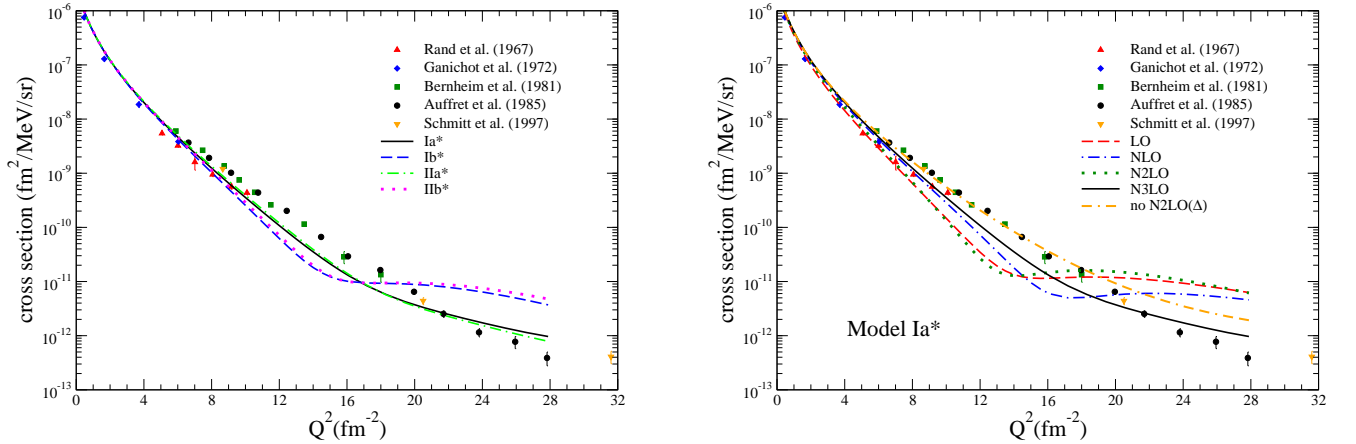 10^-6
10^-7
10^-8
10^-9
10^-10
10^-11
10^-12
10^-13
cross section (fm^2/MeV/sr)
Rand et al. (1967)
Ganichot et al. (1972)
Bernheim et al. (1981)
Auffret et al. (1985)
Schmitt et al. (1997)
Ia*
Ib*
IIa*
IIb*
0 4 8 12 16 20 24 28 32
Q^2(fm^-2)
10^-6
10^-7
10^-8
10^-9
10^-10
10^-11
10^-12
10^-13
cross section (fm^2/MeV/sr)
Rand et al. (1967)
Ganichot et al. (1972)
Bernheim et al. (1981)
Auffret et al. (1985)
Schmitt et al. (1997)
LO
NLO
N2LO
N3LO
no N2LO(Δ)
Model Ia*
0 4 8 12 16 20 24 28 32
Q^2(fm^-2)